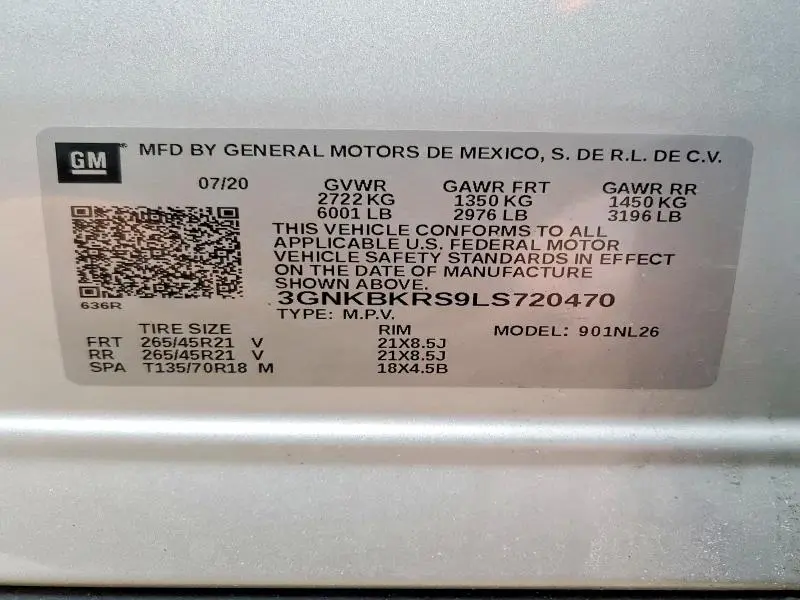 GM MFD BY GENERAL MOTORS DE MEXICO, S. DE R.L. DE C.V.
07/20 GVWR GAWR FRT GAWR RR
2722 KG 1350 KG 1450 KG
6001 LB 2976 LB 3196 LB
THIS VEHICLE CONFORMS TO ALL
APPLICABLE U.S. FEDERAL MOTOR
VEHICLE SAFETY STANDARDS IN EFFECT
ON THE DATE OF MANUFACTURE
SHOWN ABOVE.
3GNKBKRS9LS720470
636R
TYPE: M.P.V.
TIRE SIZE RIM MODEL: 901NL26
FRT 265/45R21 V 21X8.5J
RR 265/45R21 V 21X8.5J
SPA T135/70R18 M 18X4.5B